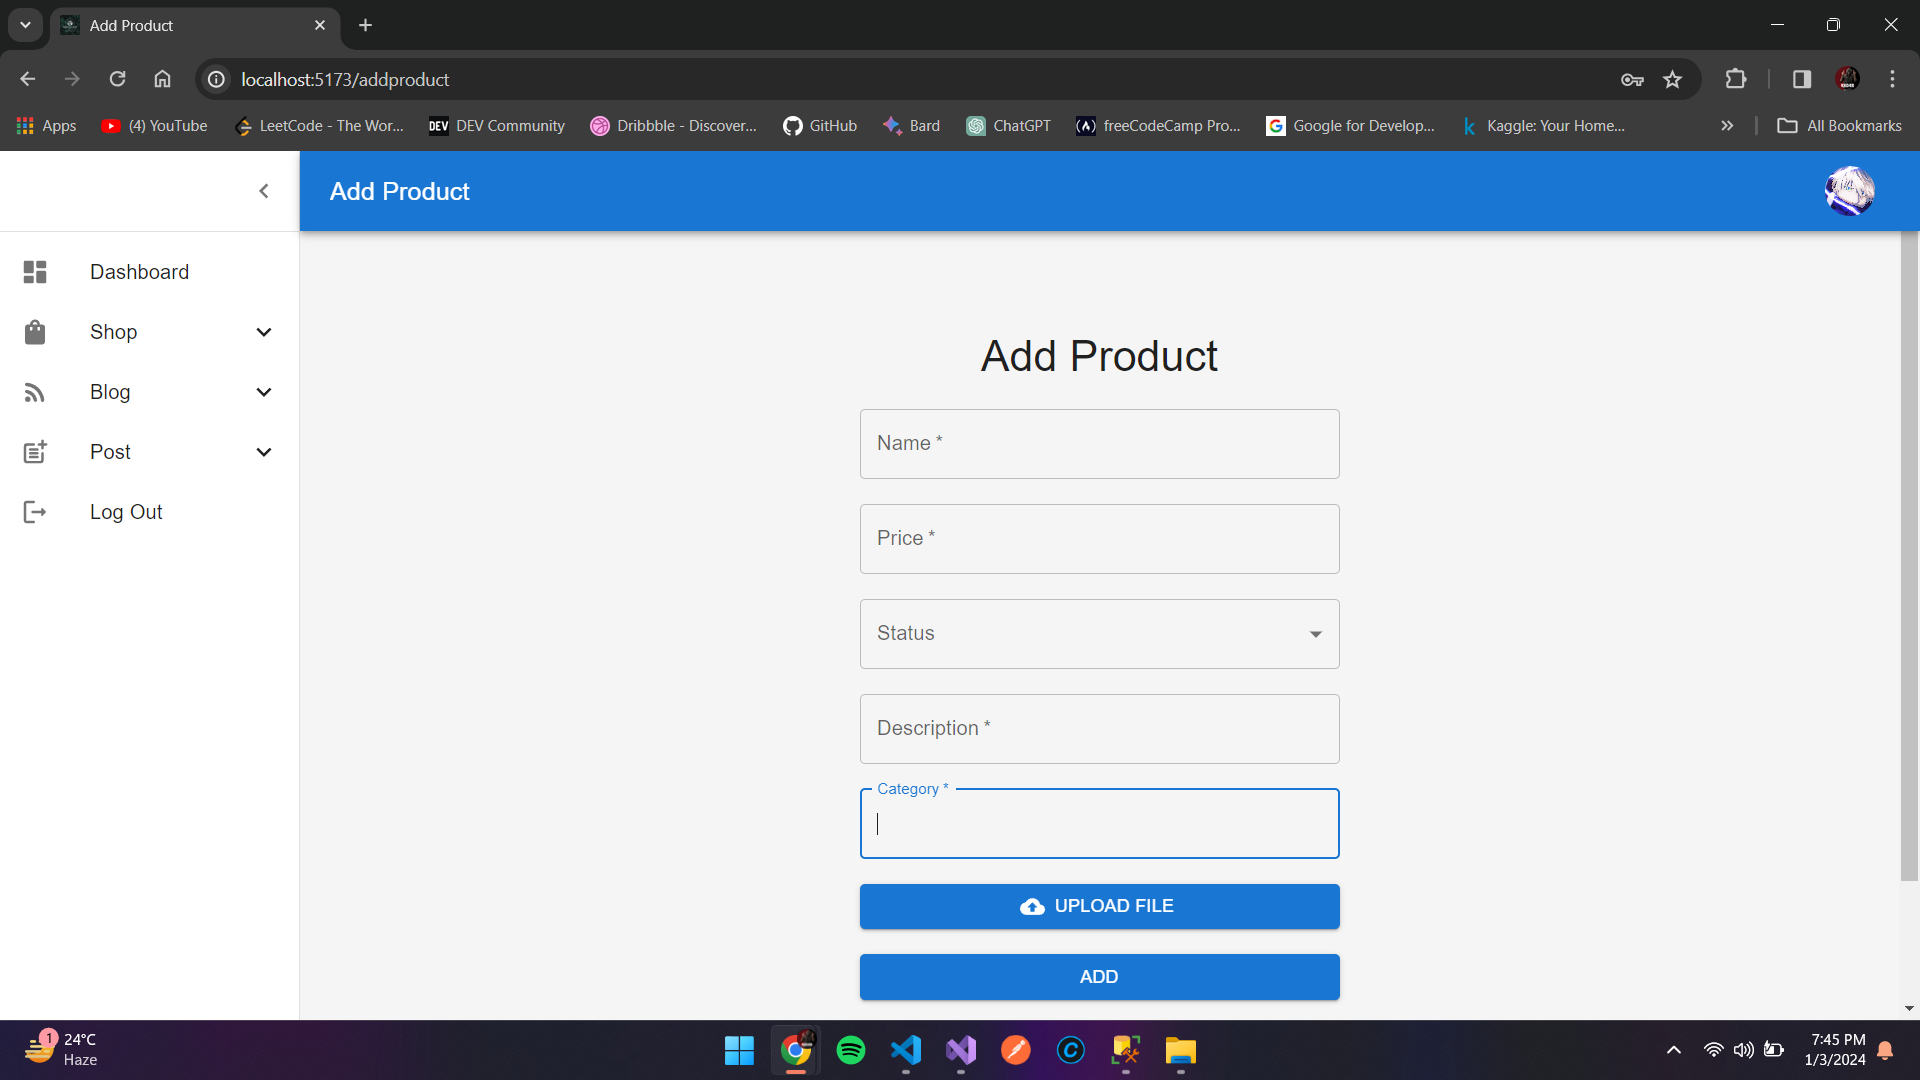 Add Product
localhost:5173/addproduct
Apps
(4) YouTube
LeetCode - The Wor...
DEV
DEV Community
Dribbble - Discover...
GitHub
Bard
ChatGPT
freeCodeCamp Pro...
Google for Develop...
Kaggle: Your Home...
All Bookmarks
Add Product
Dashboard
Shop
Blog
Post
Log Out
Add Product
Name *
Price *
Status
Description *
Category *
UPLOAD FILE
ADD
1
24°C
Haze
7:45 PM
1/3/2024